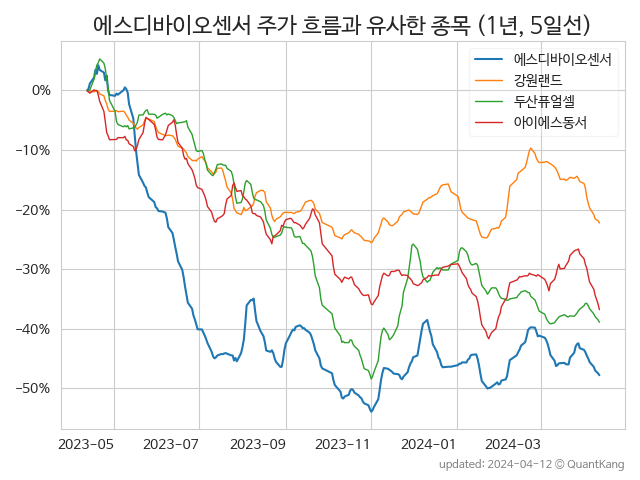 에스디바이오센서 주가 흐름과 유사한 종목 (1년, 5일선)
에스디바이오센서
강원랜드
두산퓨얼셀
아이에스동서
0%
−10%
−20%
−30%
−40%
−50%
2023-05 2023-07 2023-09 2023-11 2024-01 2024-03
updated: 2024-04-12 © QuantKang